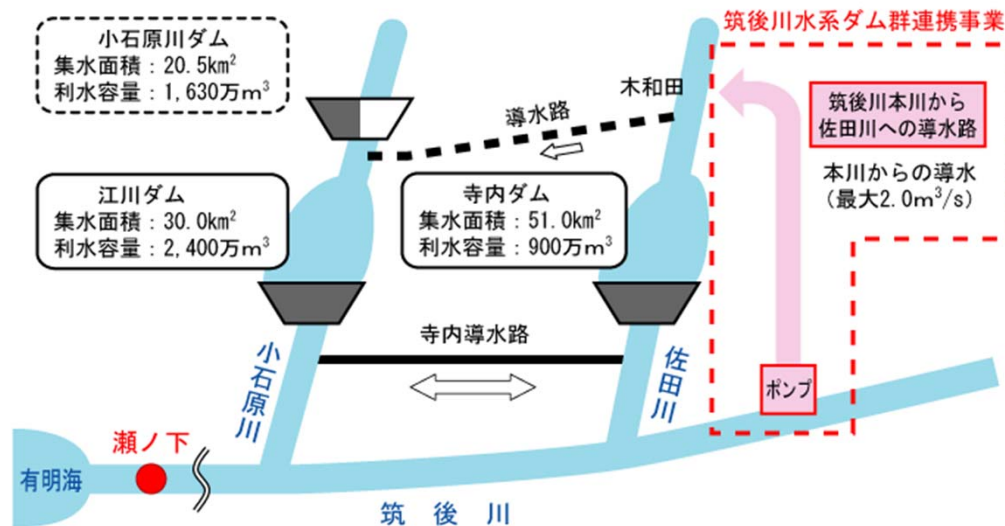 筑後川水系ダム群連携事業
小石原川ダム
集水面積：20.5km²
利水容量：1,630万m³
木和田
導水路
筑後川本川から
佐田川への導水路
本川からの導水
（最大2.0m³/s）
江川ダム
集水面積：30.0km²
利水容量：2,400万m³
寺内ダム
集水面積：51.0km²
利水容量：900万m³
寺内導水路
小石原川
佐田川
ポンプ
瀬ノ下
有明海
筑後川